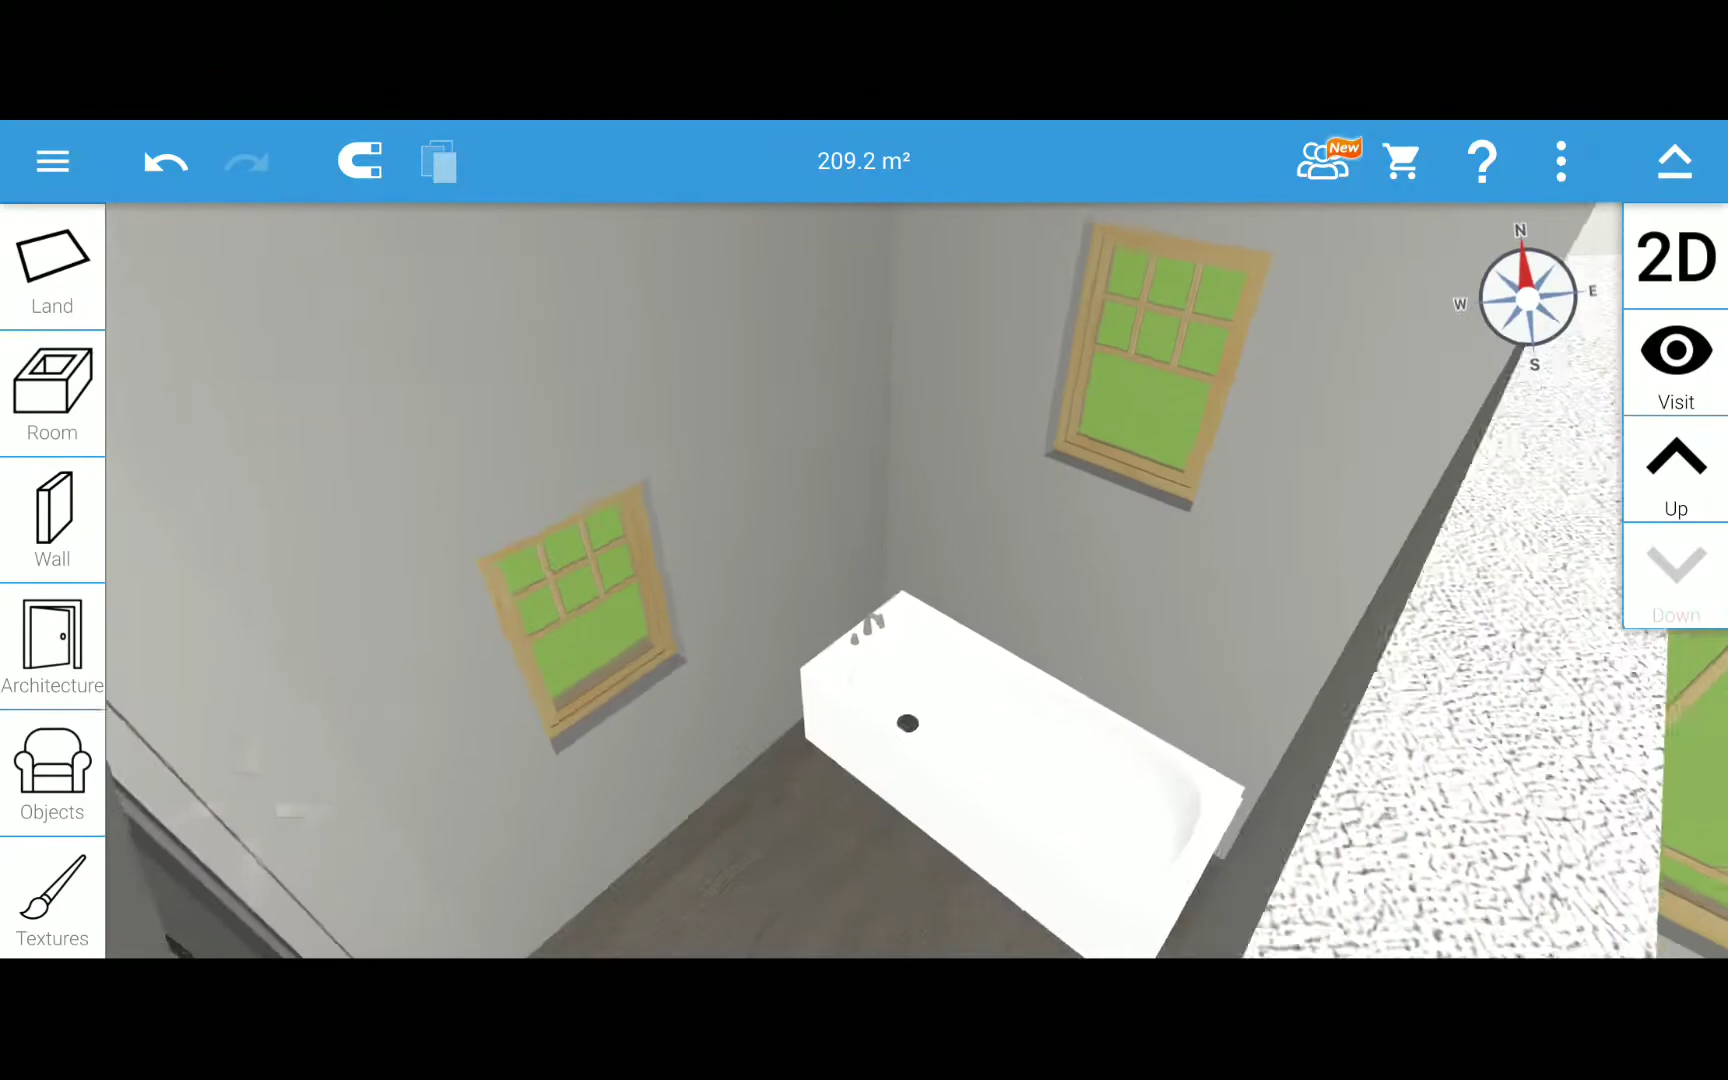 209.2 m²
New
Land
Room
Wall
Architecture
Objects
Textures
N
W
E
S
2D
Visit
Up
Down